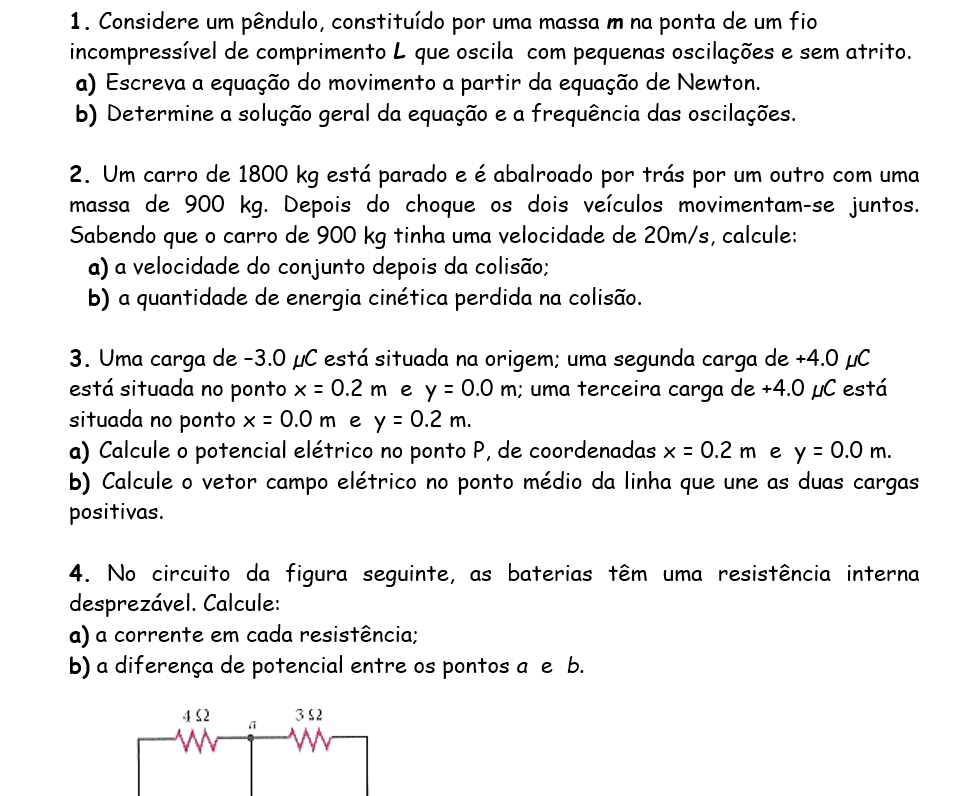 1. Considere um pêndulo, constituído por uma massa m na ponta de um fio
incompressível de comprimento L que oscila com pequenas oscilações e sem atrito.
a) Escreva a equação do movimento a partir da equação de Newton.
b) Determine a solução geral da equação e a frequência das oscilações.
2. Um carro de 1800 kg está parado e é abalroado por trás por um outro com uma
massa de 900 kg. Depois do choque os dois veículos movimentam-se juntos.
Sabendo que o carro de 900 kg tinha uma velocidade de 20m/s, calcule:
a) a velocidade do conjunto depois da colisão;
b) a quantidade de energia cinética perdida na colisão.
3. Uma carga de –3.0 μC está situada na origem; uma segunda carga de +4.0 μC
está situada no ponto x = 0.2 m e y = 0.0 m; uma terceira carga de +4.0 μC está
situada no ponto x = 0.0 m e y = 0.2 m.
a) Calcule o potencial elétrico no ponto P, de coordenadas x = 0.2 m e y = 0.0 m.
b) Calcule o vetor campo elétrico no ponto médio da linha que une as duas cargas
positivas.
4. No circuito da figura seguinte, as baterias têm uma resistência interna
desprezável. Calcule:
a) a corrente em cada resistência;
b) a diferença de potencial entre os pontos a e b.
4 Ω a 3 Ω